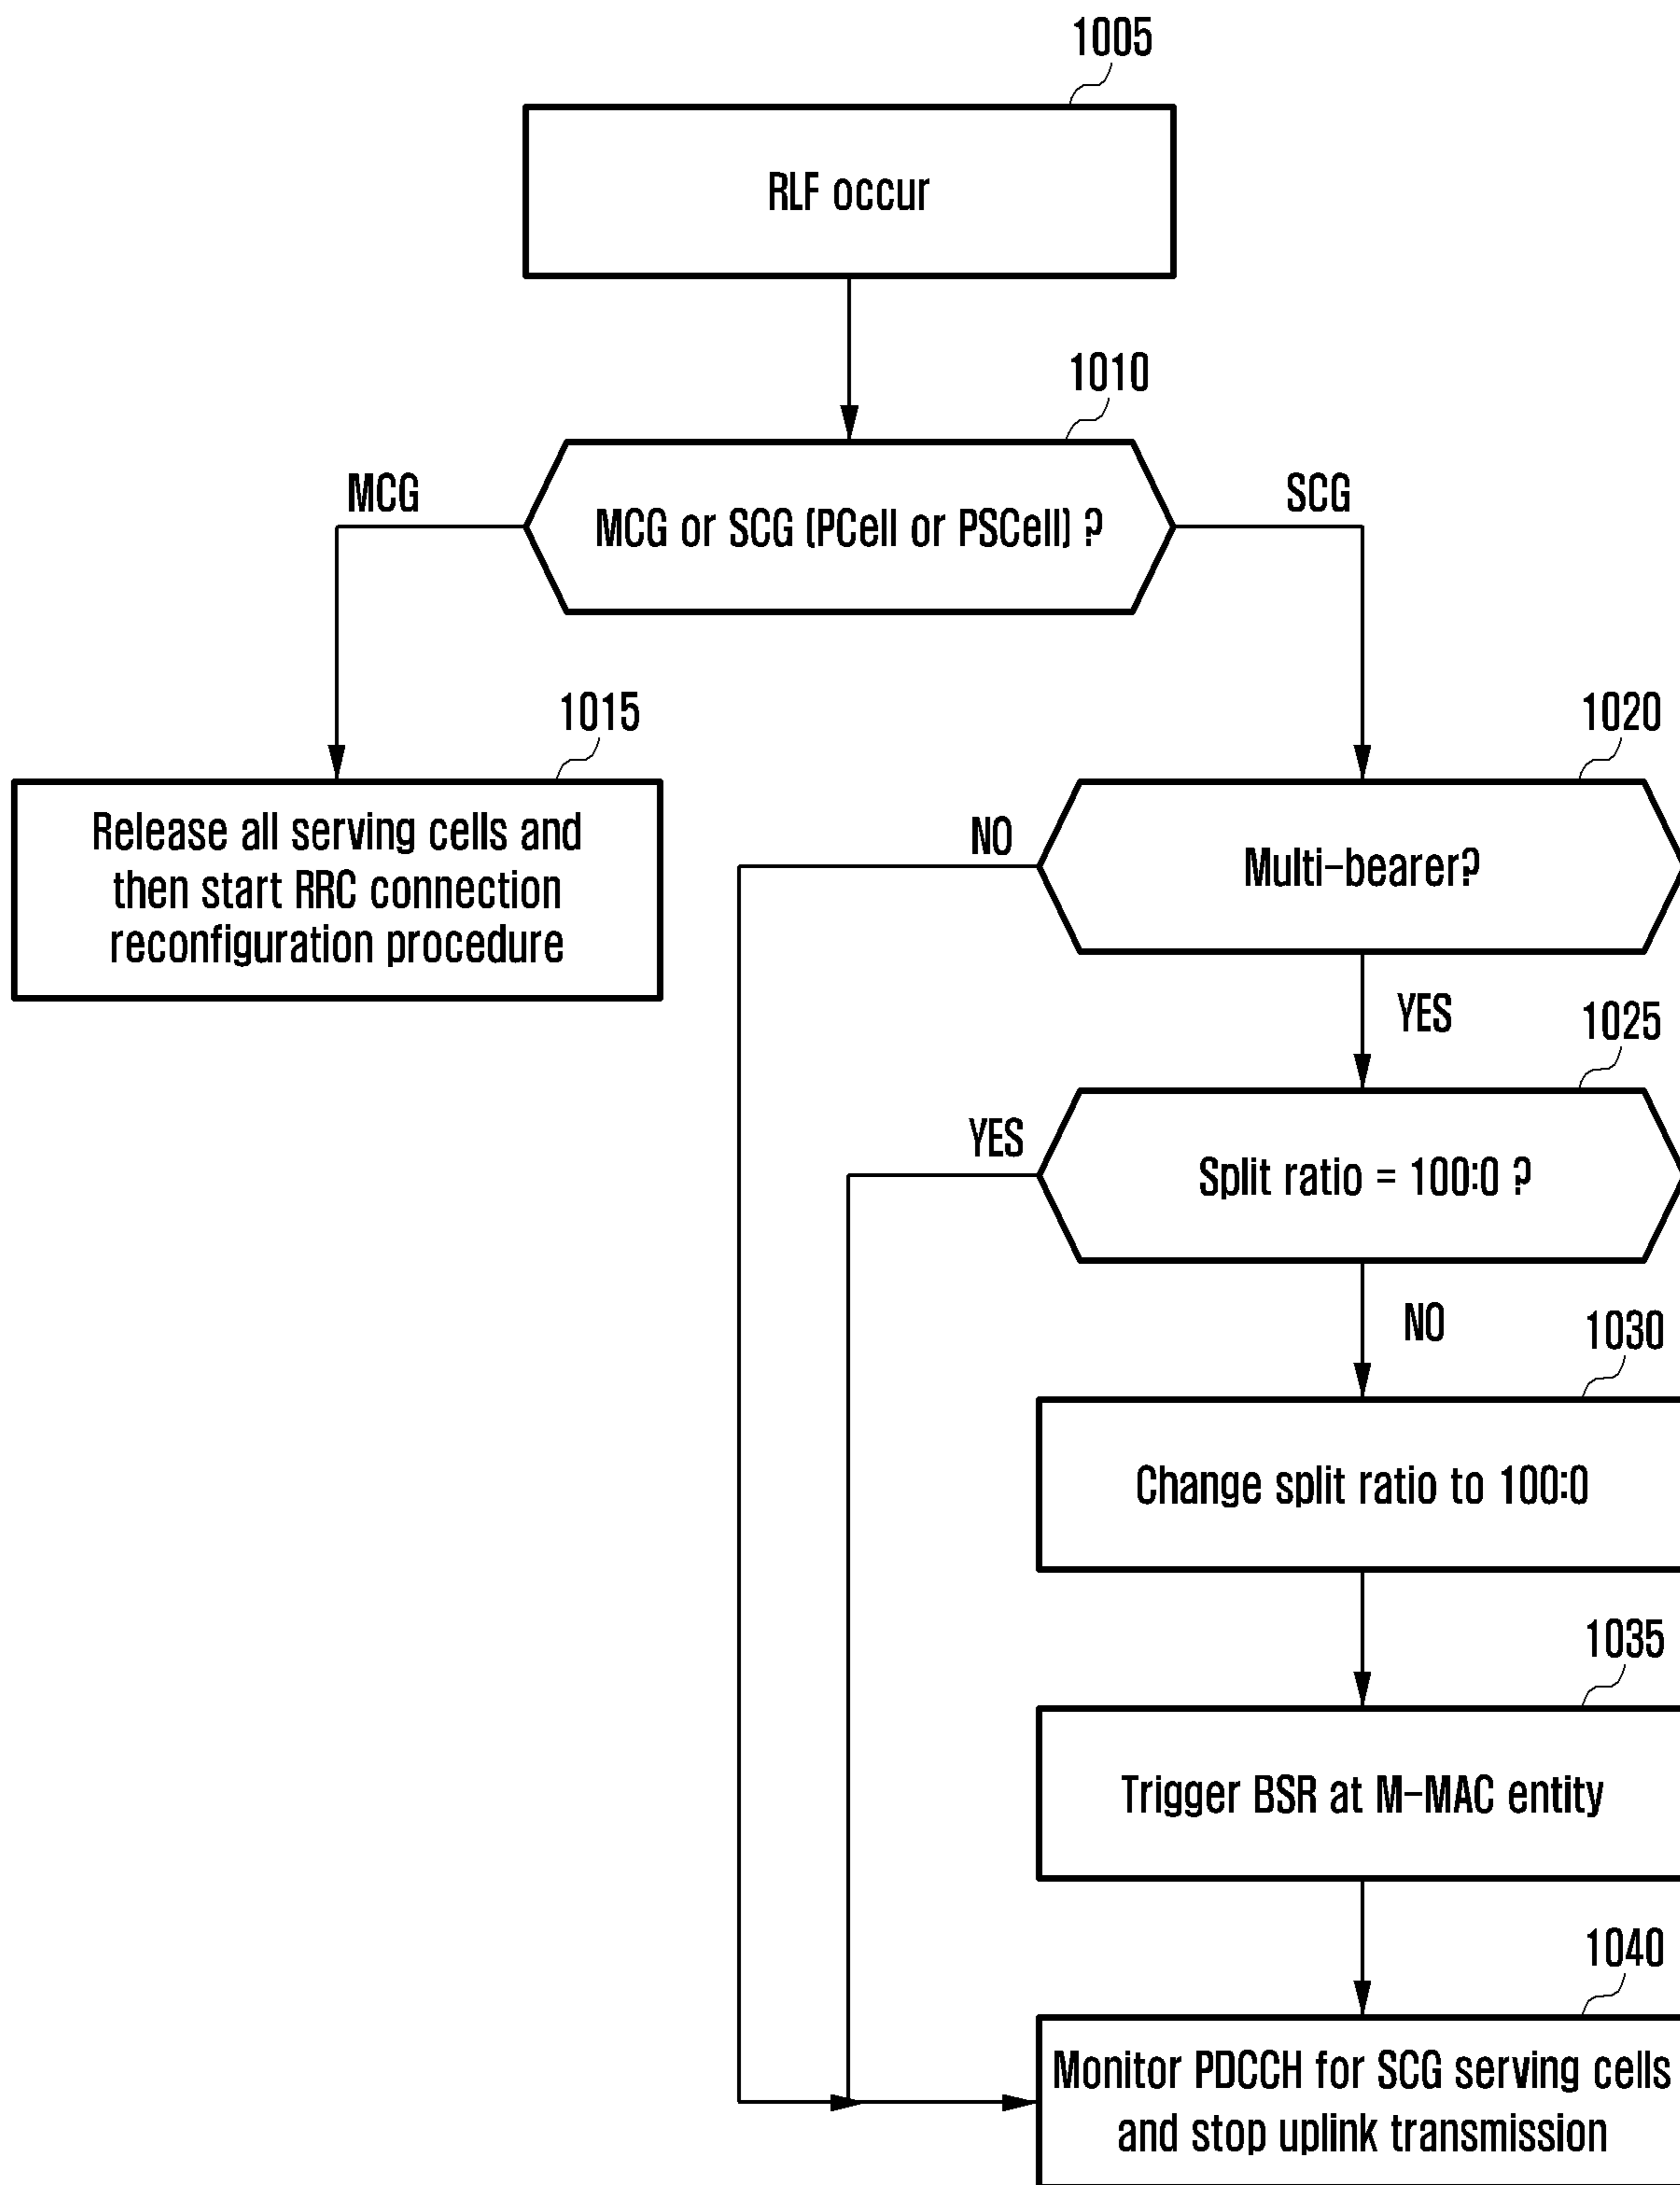 1005
RLF occur
1010
MCG
SCG
MCG or SCG (PCell or PSCell) ?
1015
1020
Release all serving cells and
then start RRC connection
reconfiguration procedure
NO
Multi-bearer?
YES
1025
YES
Split ratio = 100:0 ?
NO
1030
Change split ratio to 100:0
1035
Trigger BSR at M-MAC entity
1040
Monitor PDCCH for SCG serving cells
and stop uplink transmission